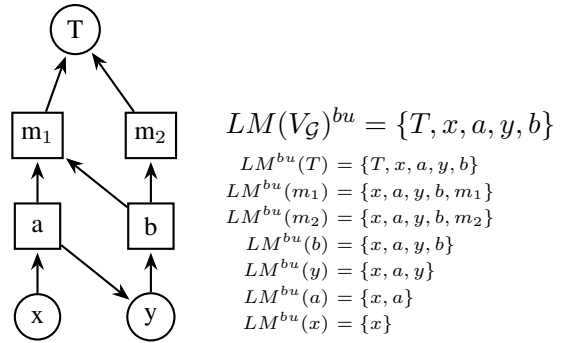 T
m₁ m₂
a b
x y
LM(V_𝒢)^{bu} = {T, x, a, y, b}
LM^{bu}(T) = {T, x, a, y, b}
LM^{bu}(m₁) = {x, a, y, b, m₁}
LM^{bu}(m₂) = {x, a, y, b, m₂}
LM^{bu}(b) = {x, a, y, b}
LM^{bu}(y) = {x, a, y}
LM^{bu}(a) = {x, a}
LM^{bu}(x) = {x}